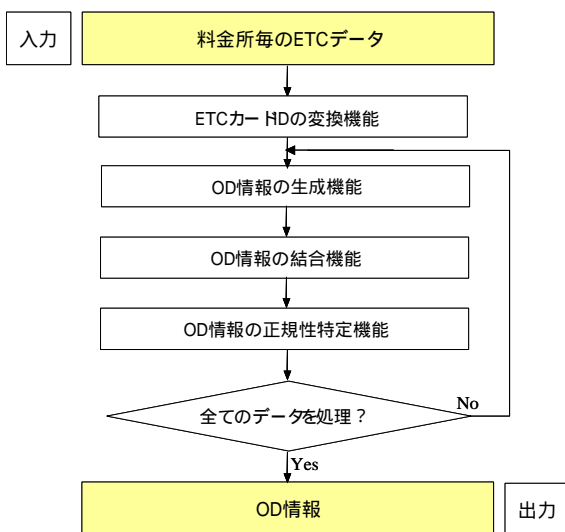 入力
料金所毎のETCデータ
ETCカードIDの変換機能
OD情報の生成機能
OD情報の結合機能
OD情報の正規性特定機能
全てのデータを処理？
No
Yes
OD情報
出力